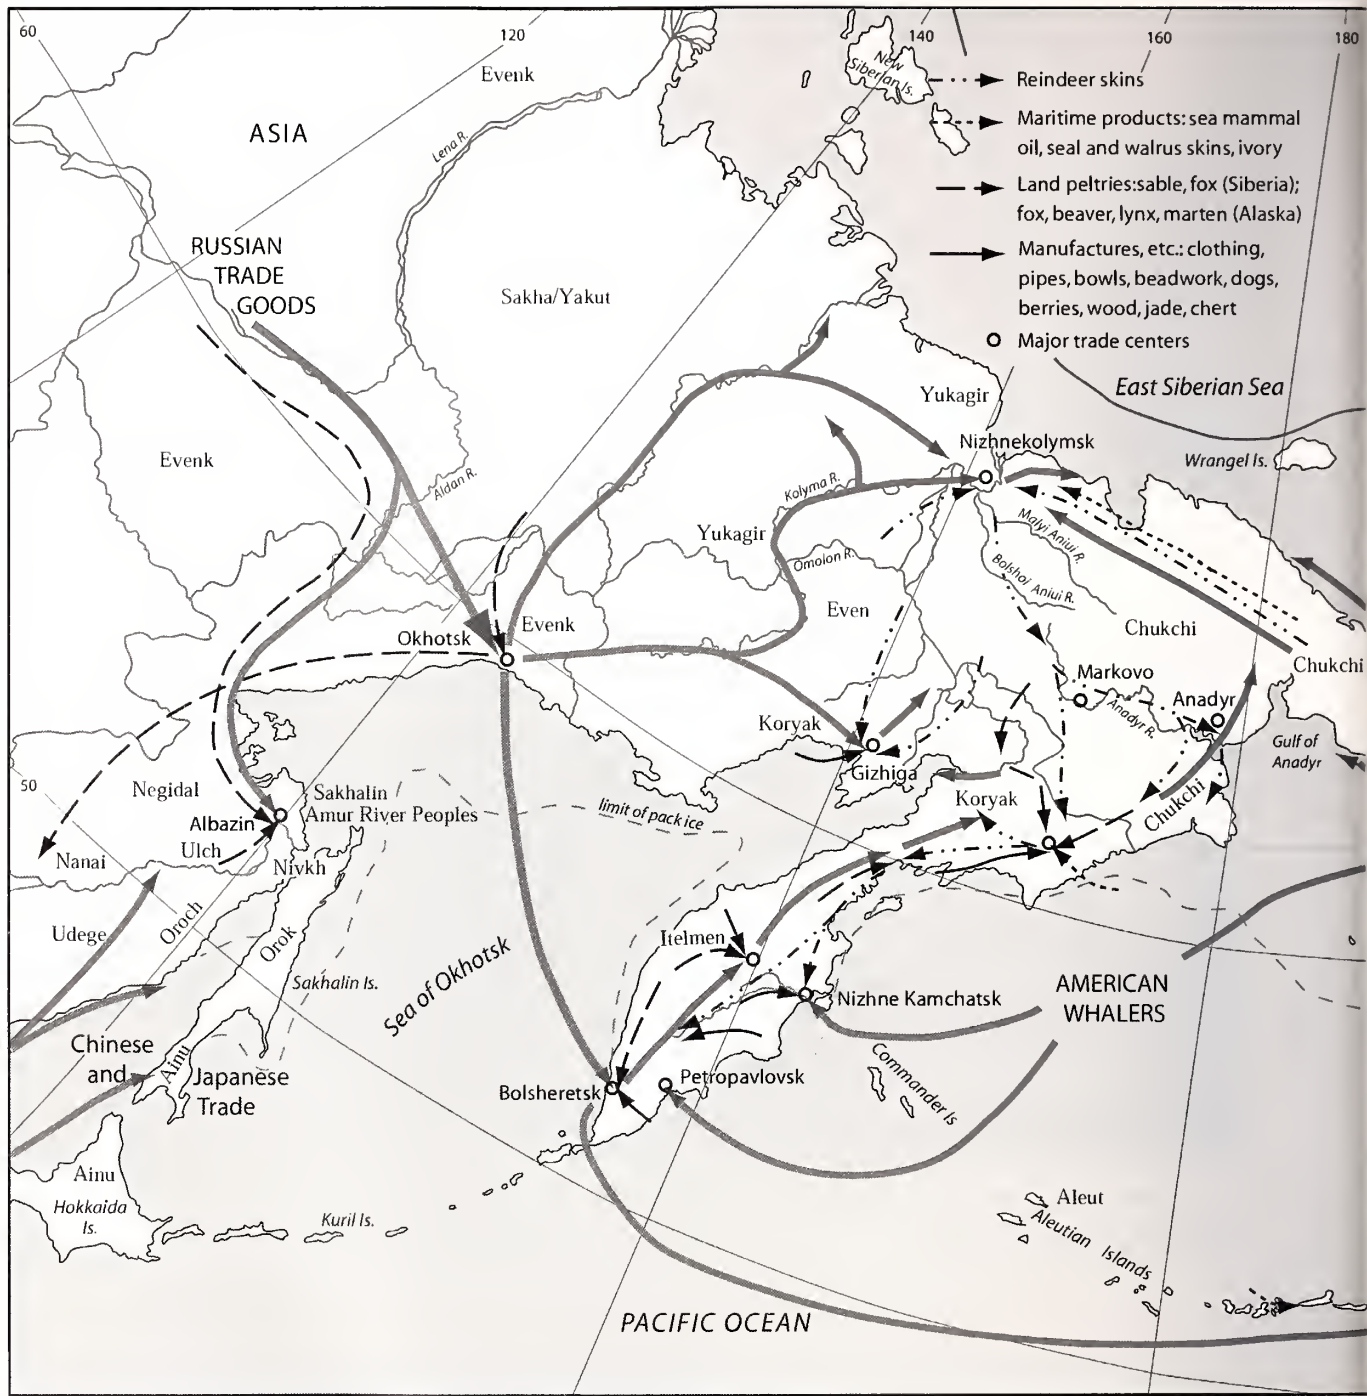 60
120
140
160
180
Evenk
New
Siberian Is.
Reindeer skins
Maritime products: sea mammal
oil, seal and walrus skins, ivory
Land peltries:sable, fox (Siberia);
fox, beaver, lynx, marten (Alaska)
Manufactures, etc.: clothing,
pipes, bowls, beadwork, dogs,
berries, wood, jade, chert
Major trade centers
ASIA
Lena R.
RUSSIAN
TRADE
GOODS
Sakha/Yakut
East Siberian Sea
Yukagir
Nizhnekolymsk
Wrangel Is.
Evenk
Aldan R.
Kolyma R.
Yukagir
Omolon R.
Malyi Aniui R.
Bolshoi Aniui R.
Even
Chukchi
Okhotsk
Evenk
Chukchi
Markovo
Anadyr
Anadyr R.
Koryak
Gizhiga
Gulf of
Anadyr
50
Negidal
Sakhalin
Amur River Peoples
limit of pack ice
Koryak
Chukchi
Albazin
Ulch
Nanai
Nivkh
Udege
Oroch
Orok
Sakhalin Is.
Sea of Okhotsk
Itelmen
Nizhne Kamchatsk
AMERICAN
WHALERS
Chinese
and
Ainu
Japanese
Trade
Bolsheretsk
Petropavlovsk
Commander Is
Ainu
Hokkaida
Is.
Kuril Is.
Aleut
Aleutian Islands
PACIFIC OCEAN